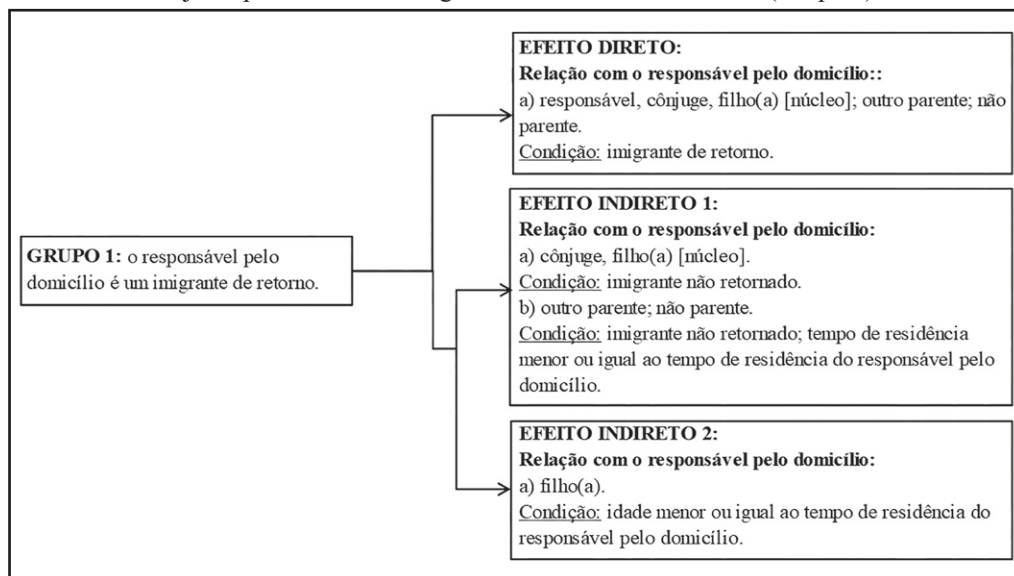 GRUPO 1: o responsável pelo
domicílio é um imigrante de retorno.
EFEITO DIRETO:
Relação com o responsável pelo domicílio::
a) responsável, cônjuge, filho(a) [núcleo]; outro parente; não
parente.
Condição: imigrante de retorno.
EFEITO INDIRETO 1:
Relação com o responsável pelo domicílio:
a) cônjuge, filho(a) [núcleo].
Condição: imigrante não retornado.
b) outro parente; não parente.
Condição: imigrante não retornado; tempo de residência
menor ou igual ao tempo de residência do responsável pelo
domicílio.
EFEITO INDIRETO 2:
Relação com o responsável pelo domicílio:
a) filho(a).
Condição: idade menor ou igual ao tempo de residência do
responsável pelo domicílio.